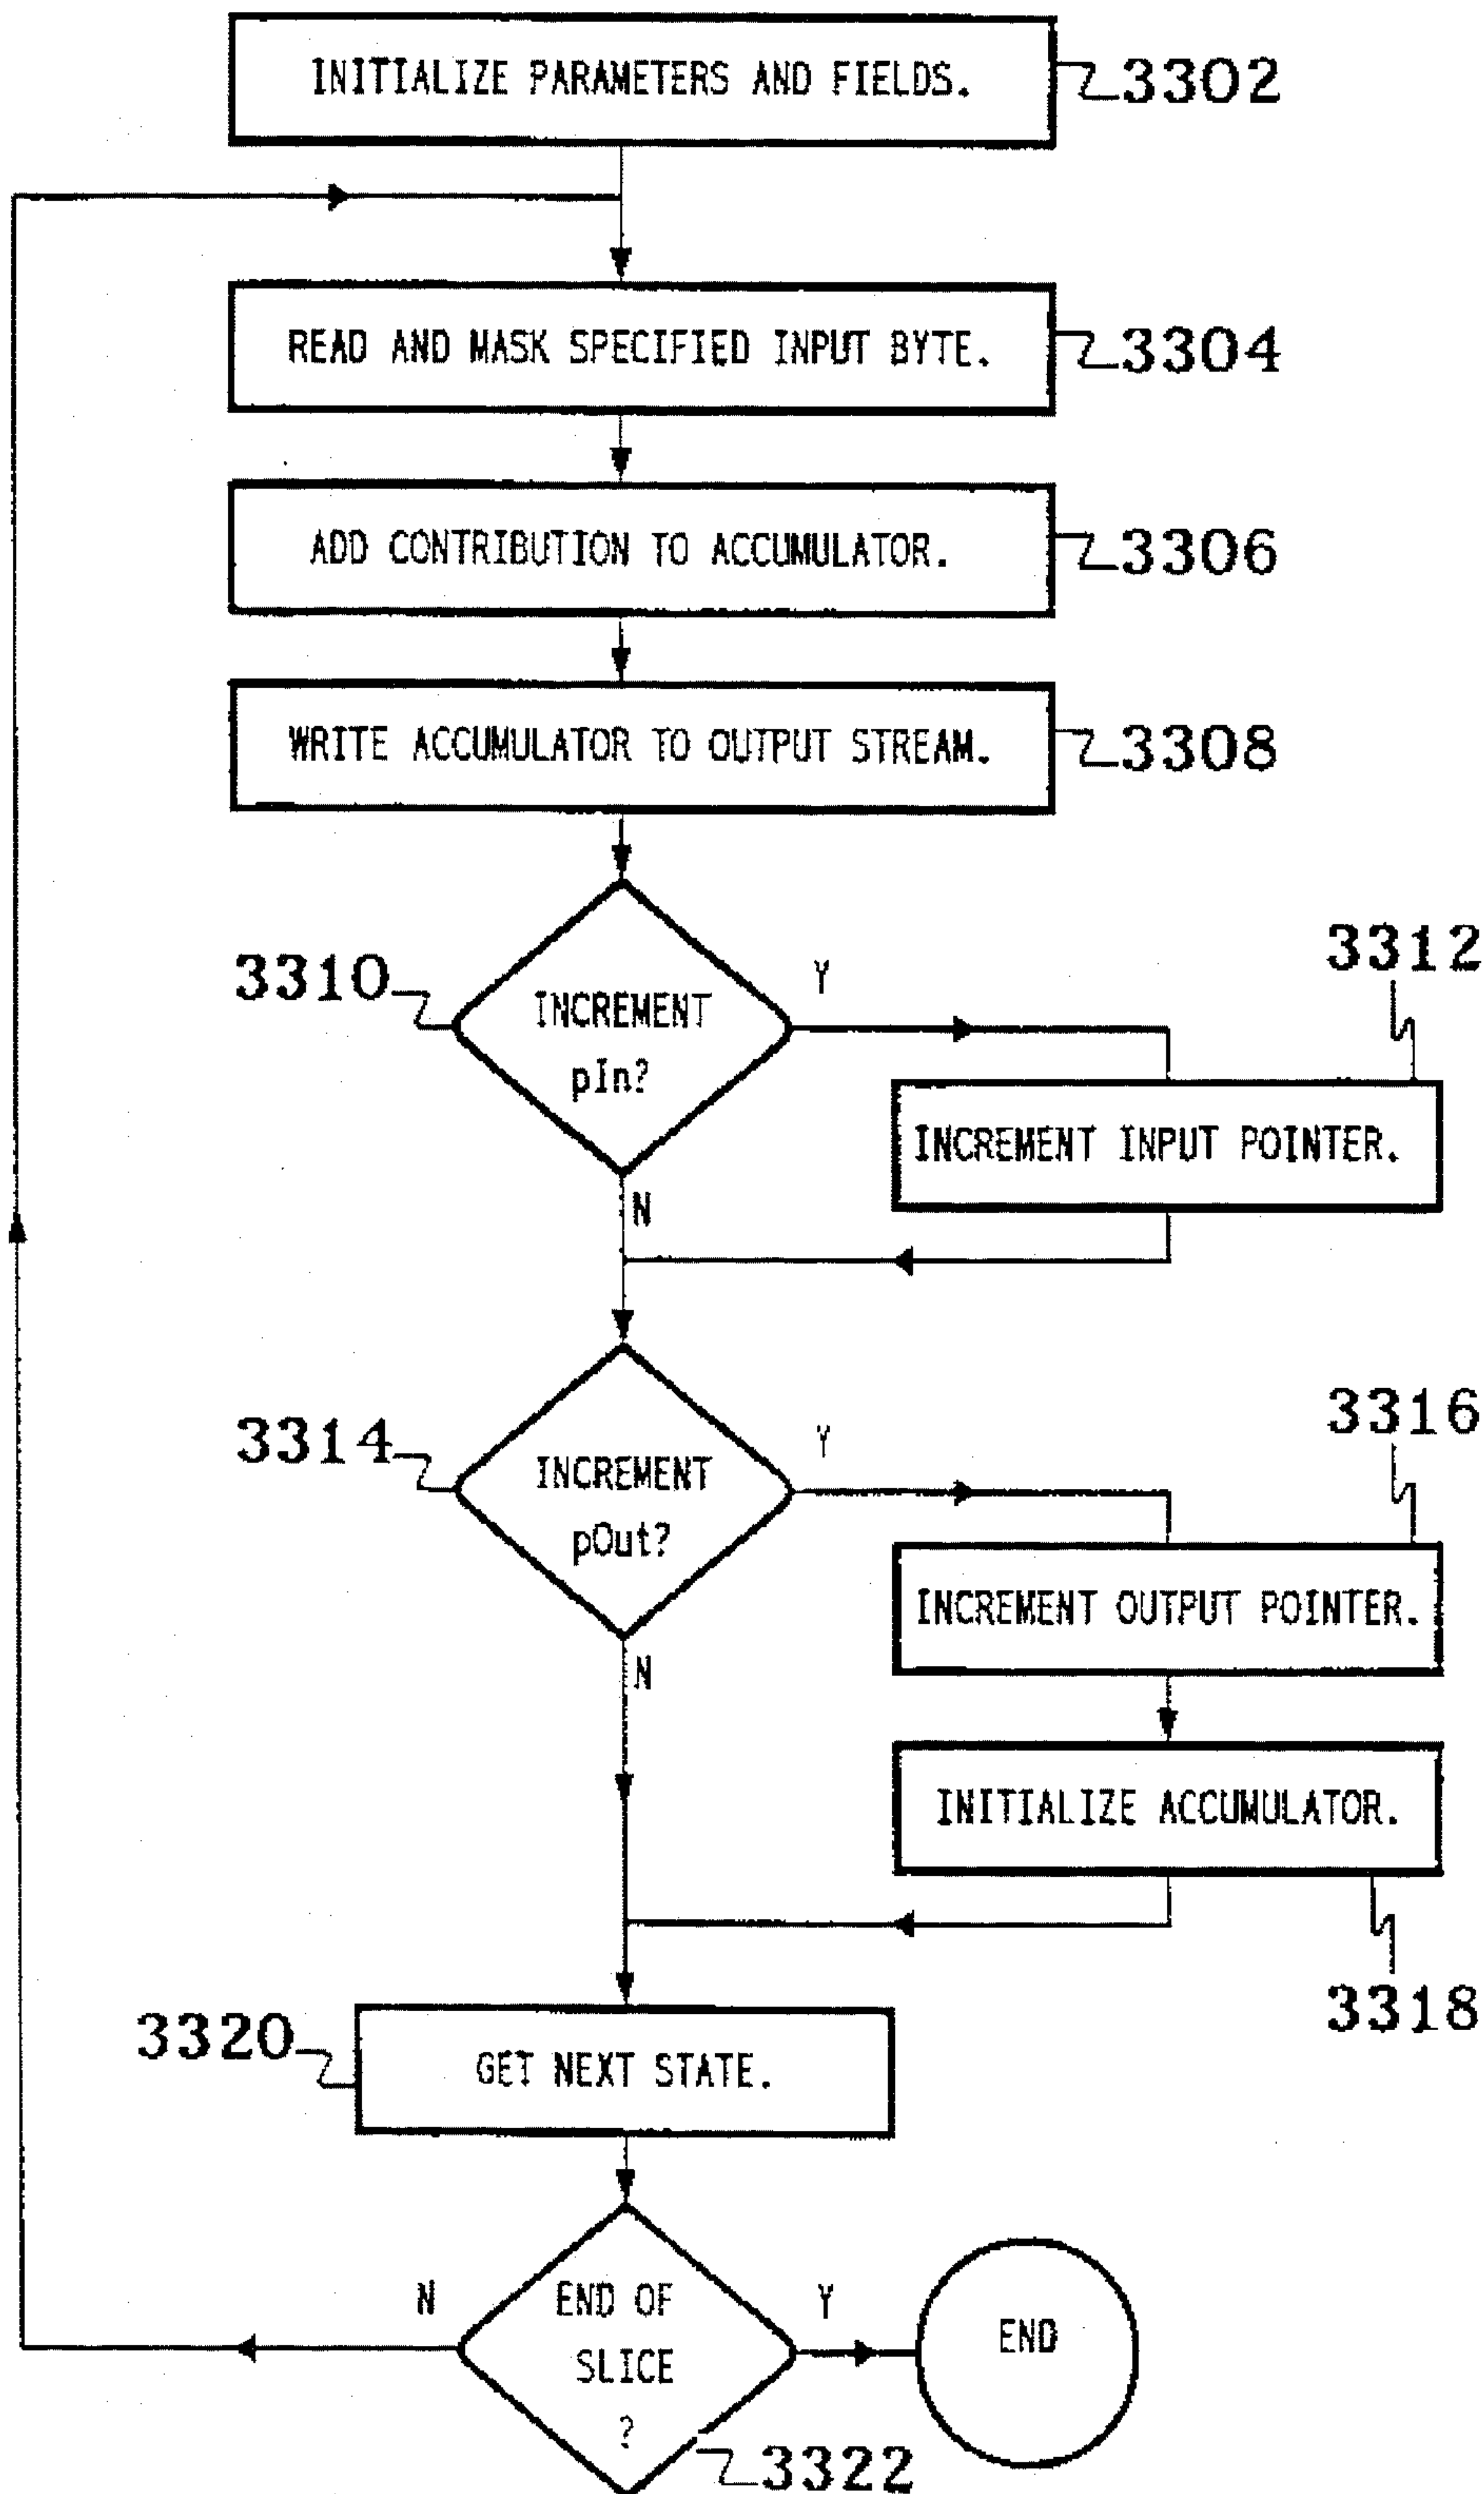 INITIALIZE PARAMETERS AND FIELDS.
3302
READ AND MASK SPECIFIED INPUT BYTE.
3304
ADD CONTRIBUTION TO ACCUMULATOR.
3306
WRITE ACCUMULATOR TO OUTPUT STREAM.
3308
3310
INCREMENT
pIn?
Y
N
3312
INCREMENT INPUT POINTER.
3314
INCREMENT
pOut?
Y
N
3316
INCREMENT OUTPUT POINTER.
INITIALIZE ACCUMULATOR.
3318
3320
GET NEXT STATE.
N
END OF
SLICE
?
Y
END
3322